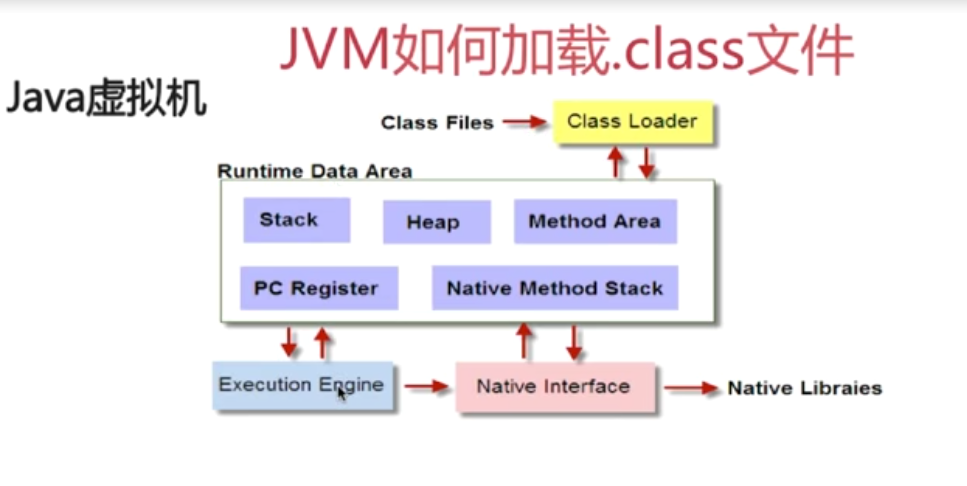 JVM如何加载.class文件
Java虚拟机
Class Files
Class Loader
Runtime Data Area
Stack
Heap
Method Area
PC Register
Native Method Stack
Execution Engine
Native Interface
Native Libraies